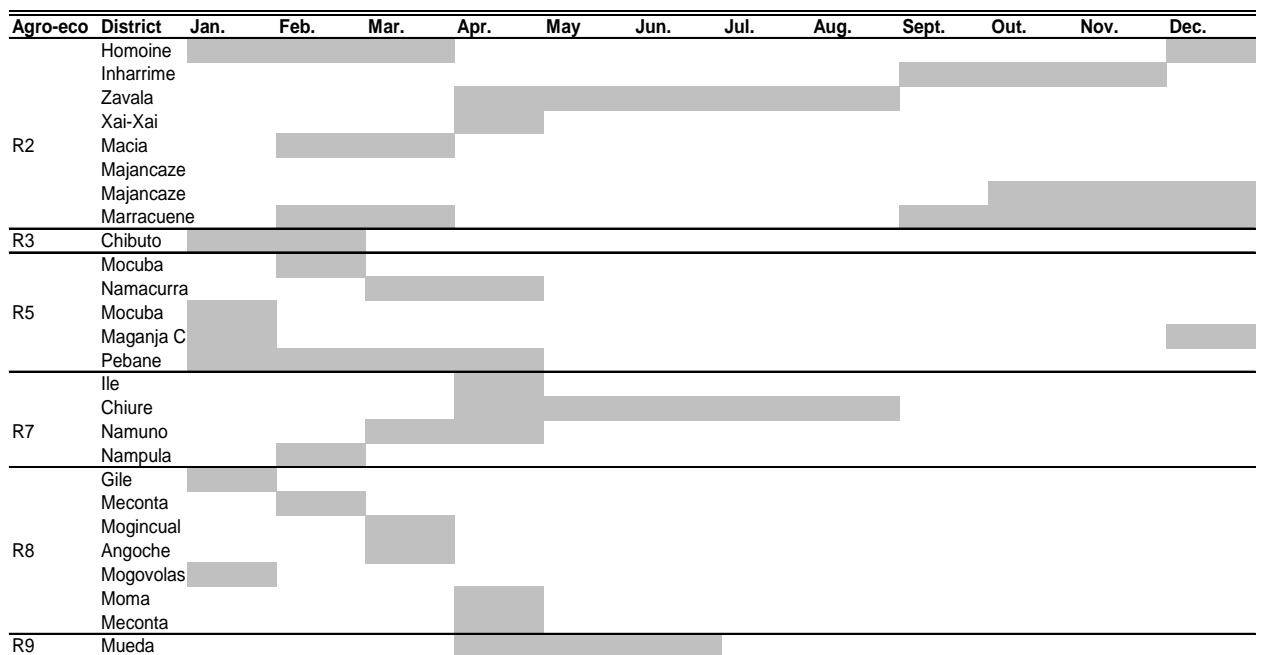 Agro-eco District Jan. Feb. Mar. Apr. May Jun. Jul. Aug. Sept. Out. Nov. Dec.
Homoine
Inharrime
Zavala
Xai-Xai
R2 Macia
Majancaze
Majancaze
Marracuene
R3 Chibuto
Mocuba
Namacurra
R5 Mocuba
Maganja C
Pebane
Ile
Chiure
R7 Namuno
Nampula
Gile
Meconta
Mogincual
R8 Angoche
Mogovolas
Moma
Meconta
R9 Mueda